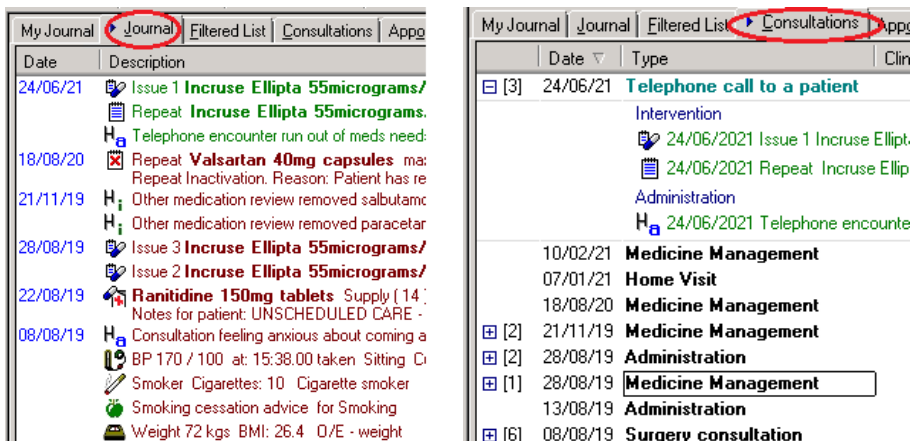 My Journal Journal Filtered List Consultations Appo
Date Description
24/06/21 Issue 1 Incruse Ellipta 55micrograms/
Repeat Incruse Ellipta 55micrograms.
Ha Telephone encounter run out of meds need
18/08/20 Repeat Valsartan 40mg capsules ma
Repeat Inactivation. Reason: Patient has re
21/11/19 Hi Other medication review removed salbutamo
Hi Other medication review removed paracetar
28/08/19 Issue 3 Incruse Ellipta 55micrograms/
Issue 2 Incruse Ellipta 55micrograms/
22/08/19 Ranitidine 150mg tablets Supply ( 14
Notes for patient: UNSCHEDULED CARE -
08/08/19 Ha Consultation feeling anxious about coming a
BP 170 / 100 at: 15:38.00 taken Sitting Cu
Smoker Cigarettes: 10 Cigarette smoker
Smoking cessation advice for Smoking
Weight 72 kgs BMI: 26.4 O/E - weight
My Journal Journal Filtered List Consultations Appo
Date Type Clin
[3] 24/06/21 Telephone call to a patient
Intervention
24/06/2021 Issue 1 Incruse Ellipt
24/06/2021 Repeat Incruse Ellip
Administration
Ha 24/06/2021 Telephone encounte
10/02/21 Medicine Management
07/01/21 Home Visit
18/08/20 Medicine Management
[2] 21/11/19 Medicine Management
[2] 28/08/19 Administration
[1] 28/08/19 Medicine Management
13/08/19 Administration
[6] 08/08/19 Surgery consultation